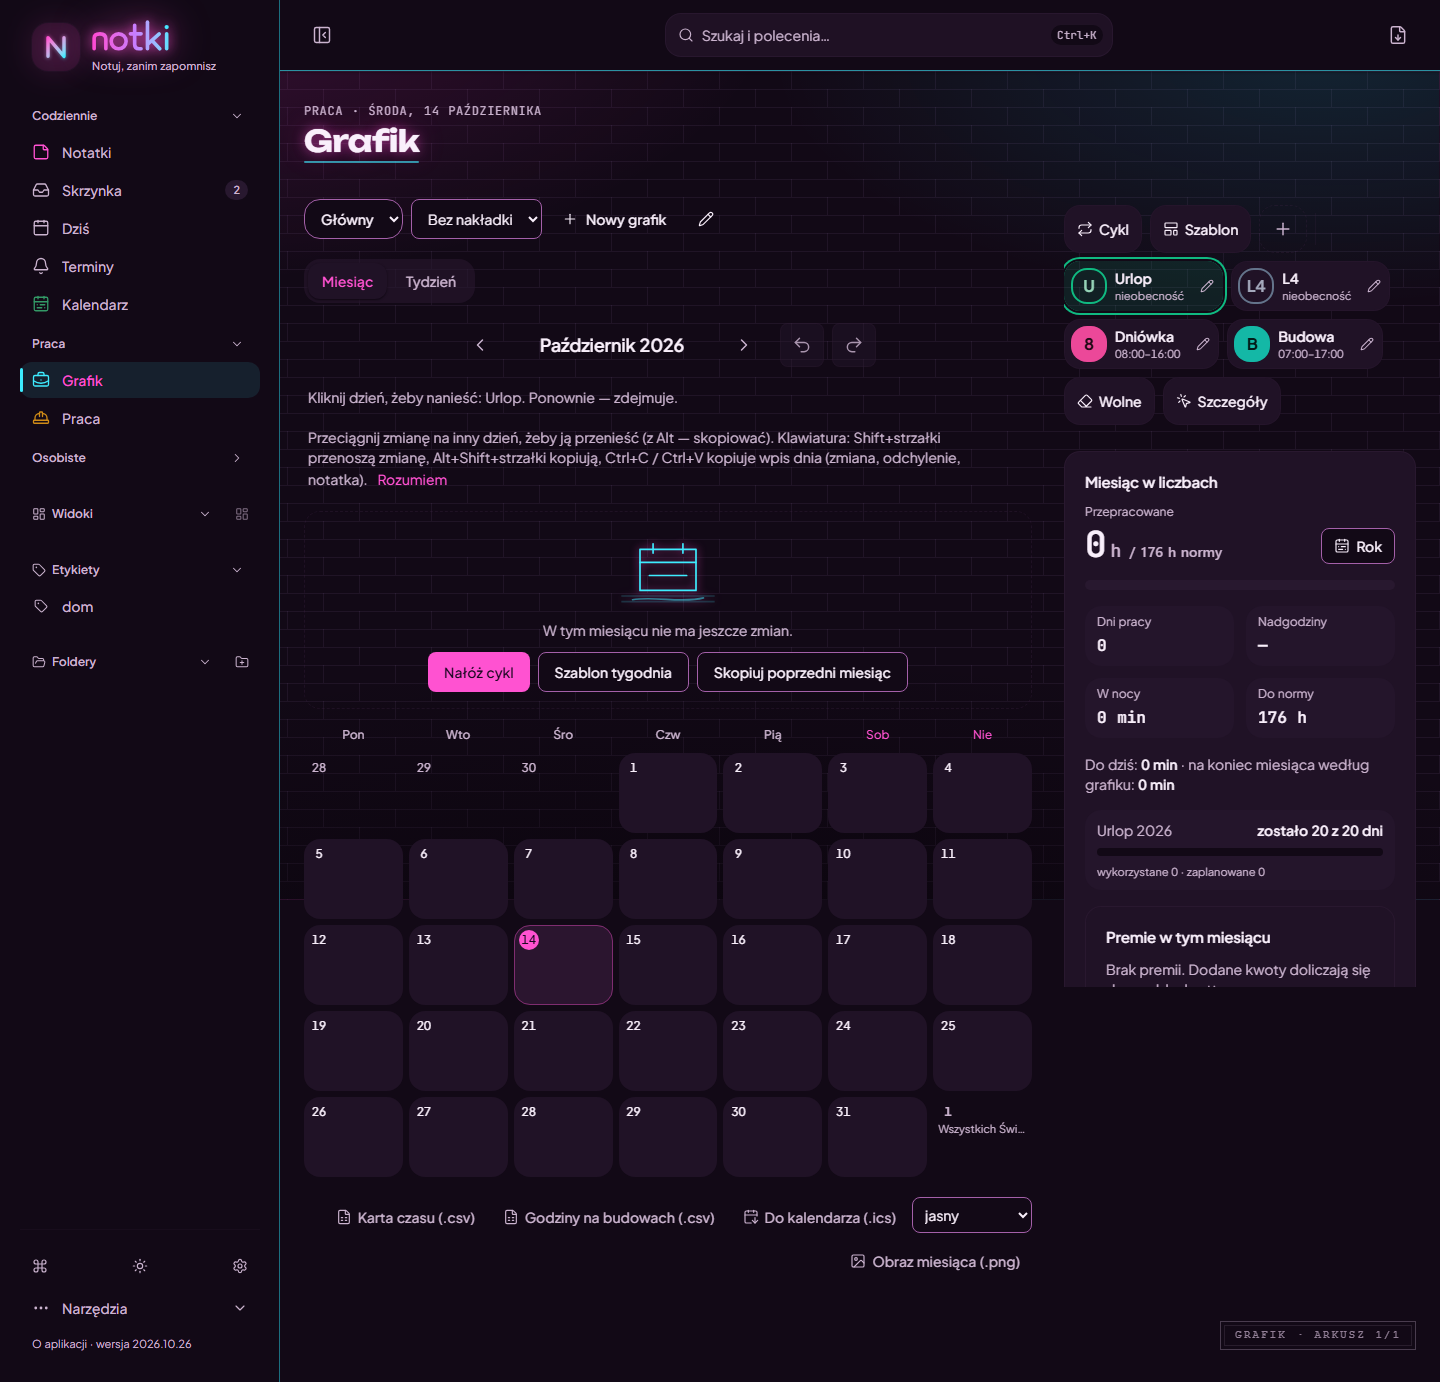 N
notki
Notuj, zanim zapomnisz
Szukaj i polecenia...
Ctrl+K
Codziennie
Notatki
Skrzynka
2
Dziś
Terminy
Kalendarz
Praca
Grafik
Praca
Osobiste
Widoki
Etykiety
dom
Foldery
Narzędzia
O aplikacji · wersja 2026.10.26
PRACA · ŚRODA, 14 PAŹDZIERNIKA
Grafik
Główny
Bez nakładki
Nowy grafik
Miesiąc
Tydzień
Październik 2026
Kliknij dzień, żeby nanieść: Urlop. Ponownie — zdejmuje.
Przeciągnij zmianę na inny dzień, żeby ją przenieść (z Alt — skopiować). Klawiatura: Shift+strzałki
przenoszą zmianę, Alt+Shift+strzałki kopiują, Ctrl+C / Ctrl+V kopiuje wpis dnia (zmiana, odchylenie,
notatka). Rozumiem
W tym miesiącu nie ma jeszcze zmian.
Nałóż cykl
Szablon tygodnia
Skopiuj poprzedni miesiąc
Pon Wto Śro Czw Pią Sob Nie
28 29 30 1 2 3 4
5 6 7 8 9 10 11
12 13 14 15 16 17 18
19 20 21 22 23 24 25
26 27 28 29 30 31 1
Wszystkich Świ...
Karta czasu (.csv)
Godziny na budowach (.csv)
Do kalendarza (.ics)
jasny
Obraz miesiąca (.png)
Cykl
Szablon
U
Urlop
nieobecność
L4
L4
nieobecność
8
Dniówka
08:00–16:00
B
Budowa
07:00–17:00
Wolne
Szczegóły
Miesiąc w liczbach
Przepracowane
0 h / 176 h normy
Rok
Dni pracy
0
Nadgodziny
—
W nocy
0 min
Do normy
176 h
Do dziś: 0 min · na koniec miesiąca według
grafiku: 0 min
Urlop 2026
zostało 20 z 20 dni
wykorzystane 0 · zaplanowane 0
Premie w tym miesiącu
Brak premii. Dodane kwoty doliczają się
GRAFIK · ARKUSZ 1/1